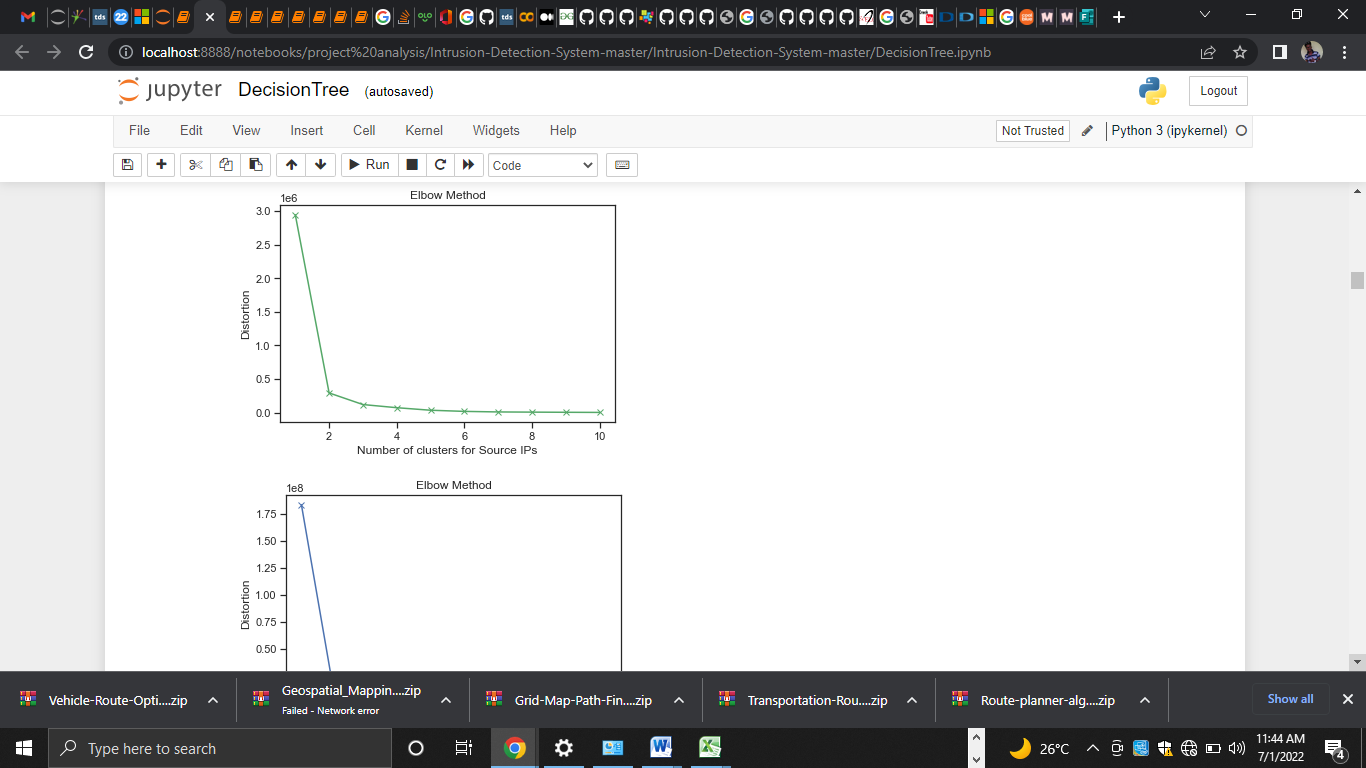 localhost:8888/notebooks/project%20analysis/Intrusion-Detection-System-master/Intrusion-Detection-System-master/DecisionTree.ipynb
jupyter DecisionTree (autosaved) Logout
File Edit View Insert Cell Kernel Widgets Help Not Trusted Python 3 (ipykernel)
Run Code
Elbow Method
1e6
3.0
2.5
2.0
1.5
1.0
0.5
0.0
Distortion
2 4 6 8 10
Number of clusters for Source IPs
Elbow Method
1e8
1.75
1.50
1.25
1.00
0.75
0.50
Distortion
Vehicle-Route-Opti....zip
Geospatial_Mappin....zip
Failed - Network error
Grid-Map-Path-Fin....zip
Transportation-Rou....zip
Route-planner-alg....zip
Show all
Type here to search
26°C
11:44 AM
7/1/2022
4